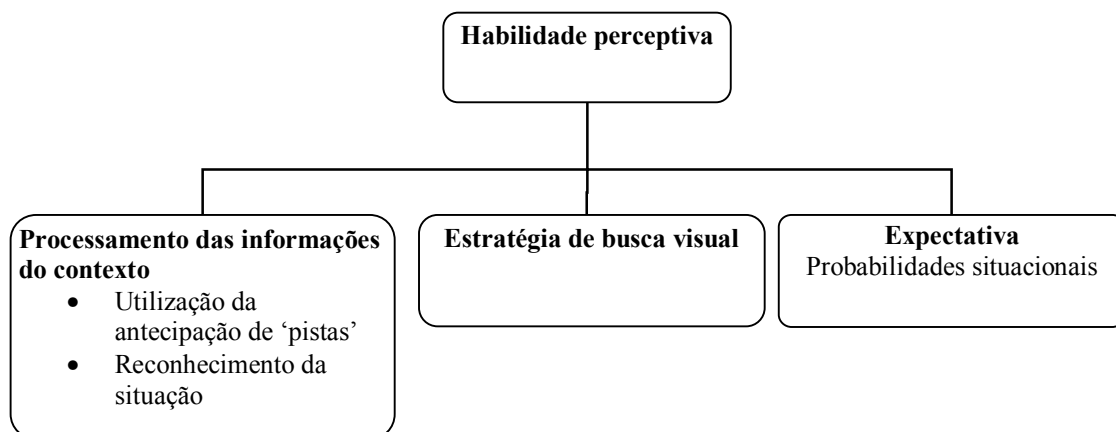 Habilidade perceptiva
Processamento das informações
do contexto
• Utilização da
antecipação de ‘pistas’
• Reconhecimento da
situação
Estratégia de busca visual
Expectativa
Probabilidades situacionais